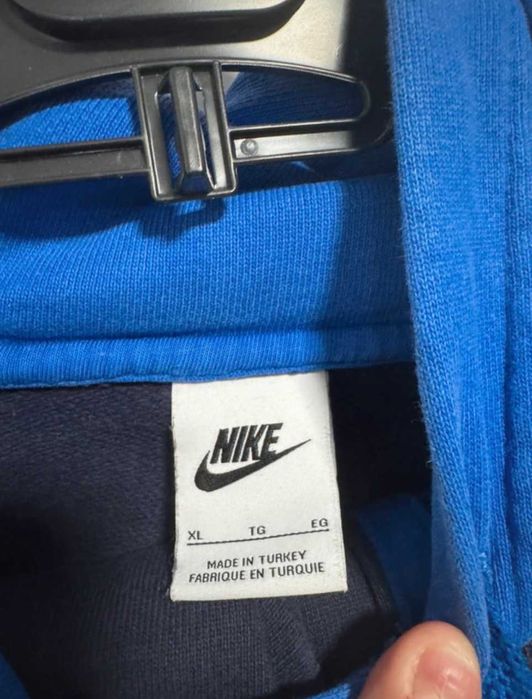 NIKE
XL TG EG
MADE IN TURKEY
FABRIQUE EN TURQUIE